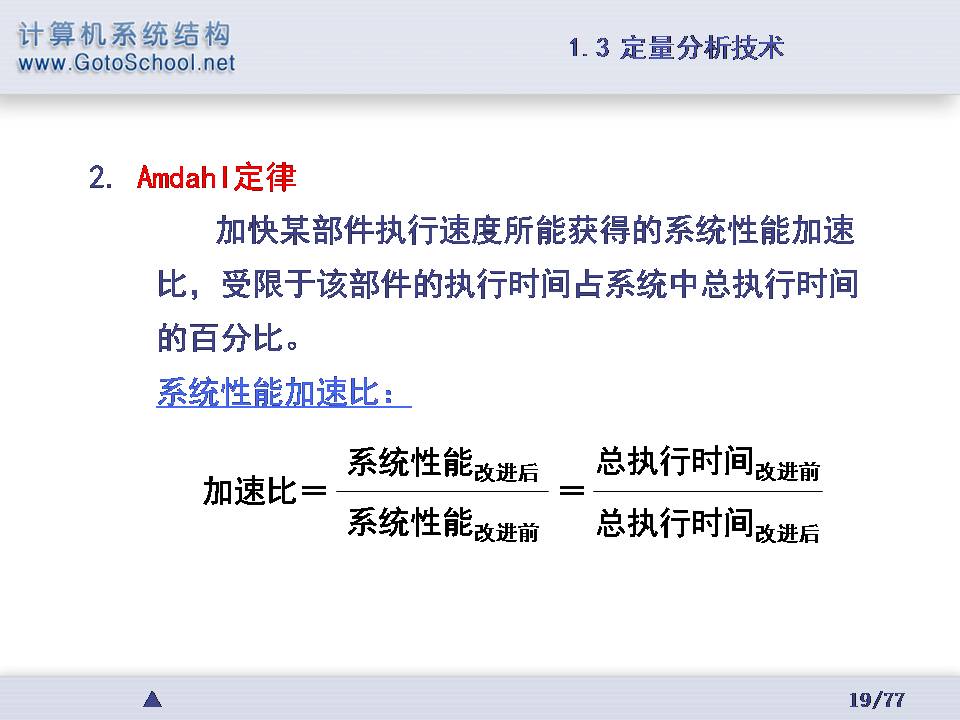 计算机系统结构
www.GotoSchool.net
1.3 定量分析技术
2. Amdahl定律
加快某部件执行速度所能获得的系统性能加速
比，受限于该部件的执行时间占系统中总执行时间
的百分比。
系统性能加速比：
加速比＝ 系统性能改进后 ＝ 总执行时间改进前
系统性能改进前 总执行时间改进后
19/77